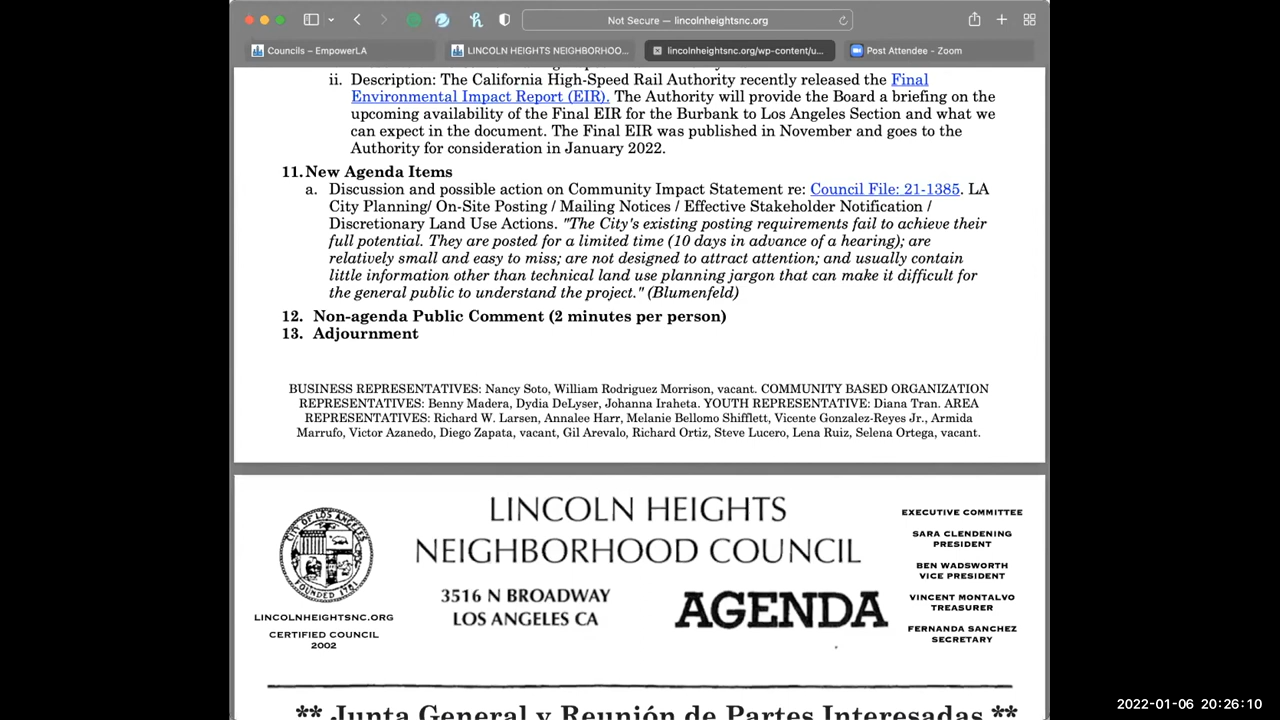 Not Secure — lincolnheightsnc.org
Councils – EmpowerLA
LINCOLN HEIGHTS NEIGHBORHOO...
lincolnheightsnc.org/wp-content/u...
Post Attendee - Zoom
ii. Description: The California High-Speed Rail Authority recently released the Final
Environmental Impact Report (EIR). The Authority will provide the Board a briefing on the
upcoming availability of the Final EIR for the Burbank to Los Angeles Section and what we
can expect in the document. The Final EIR was published in November and goes to the
Authority for consideration in January 2022.
11. New Agenda Items
a. Discussion and possible action on Community Impact Statement re: Council File: 21-1385. LA
City Planning/ On-Site Posting / Mailing Notices / Effective Stakeholder Notification /
Discretionary Land Use Actions. "The City's existing posting requirements fail to achieve their
full potential. They are posted for a limited time (10 days in advance of a hearing); are
relatively small and easy to miss; are not designed to attract attention; and usually contain
little information other than technical land use planning jargon that can make it difficult for
the general public to understand the project." (Blumenfeld)
12. Non-agenda Public Comment (2 minutes per person)
13. Adjournment
BUSINESS REPRESENTATIVES: Nancy Soto, William Rodriguez Morrison, vacant. COMMUNITY BASED ORGANIZATION
REPRESENTATIVES: Benny Madera, Dydia DeLyser, Johanna Iraheta. YOUTH REPRESENTATIVE: Diana Tran. AREA
REPRESENTATIVES: Richard W. Larsen, Annalee Harr, Melanie Bellomo Shifflett, Vicente Gonzalez-Reyes Jr., Armida
Marrufo, Victor Azanedo, Diego Zapata, vacant, Gil Arevalo, Richard Ortiz, Steve Lucero, Lena Ruiz, Selena Ortega, vacant.
CITY OF LOS ANGELES
FOUNDED 1781
LINCOLNHEIGHTSNC.ORG
CERTIFIED COUNCIL
2002
LINCOLN HEIGHTS
NEIGHBORHOOD COUNCIL
3516 N BROADWAY
LOS ANGELES CA
AGENDA
EXECUTIVE COMMITTEE
SARA CLENDENING
PRESIDENT
BEN WADSWORTH
VICE PRESIDENT
VINCENT MONTALVO
TREASURER
FERNANDA SANCHEZ
SECRETARY
** Junta General y Reunión de Partes Interesadas **
2022-01-06 20:26:10